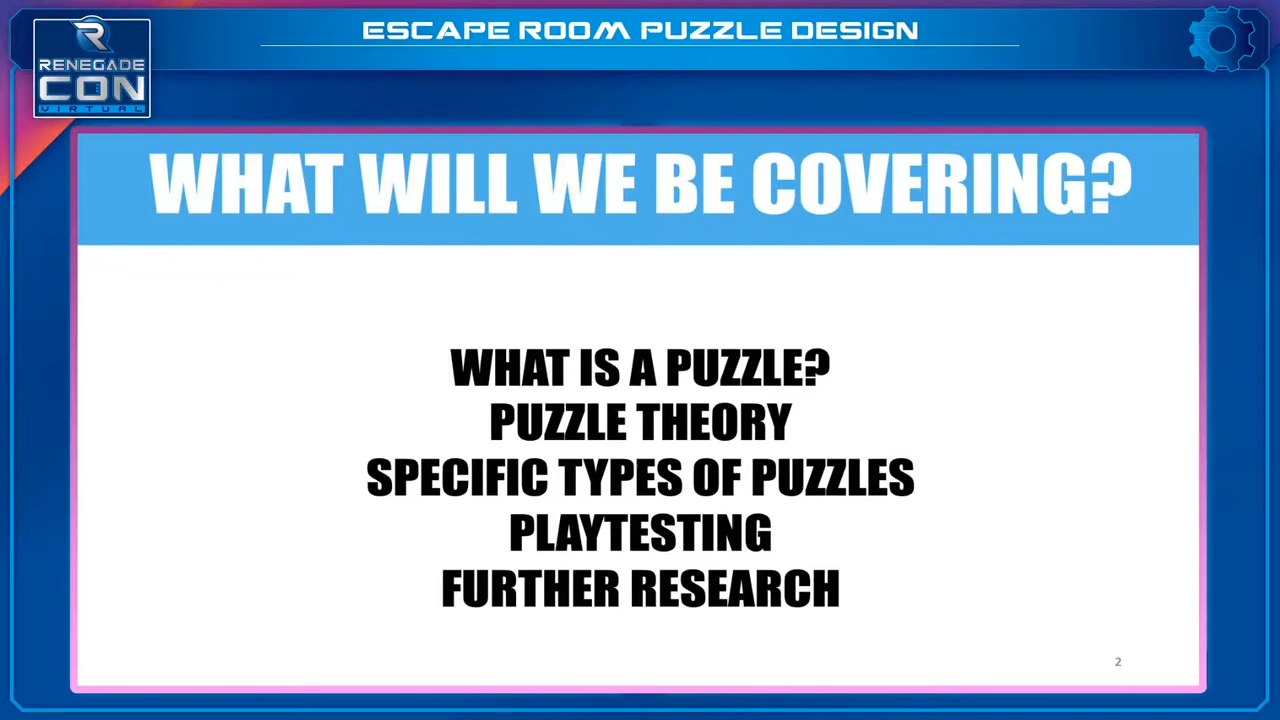 ESCAPE ROOM PUZZLE DESIGN
RENEGADE
CON
VIRTUAL
WHAT WILL WE BE COVERING?
WHAT IS A PUZZLE?
PUZZLE THEORY
SPECIFIC TYPES OF PUZZLES
PLAYTESTING
FURTHER RESEARCH
2